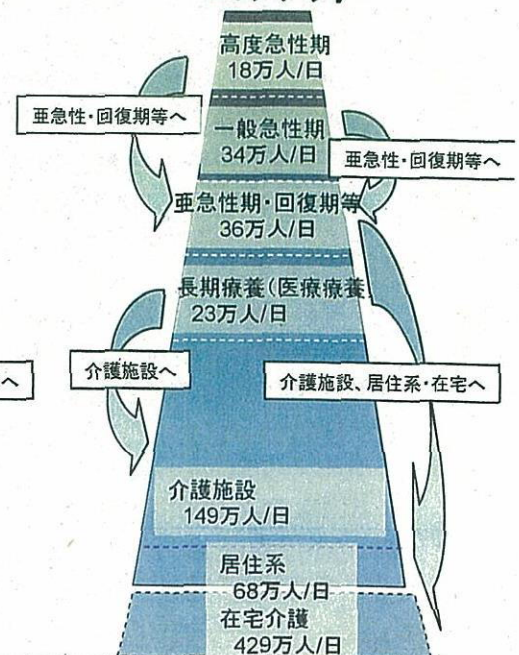 高度急性期
18万人/日
亜急性・回復期等へ
一般急性期
34万人/日
亜急性・回復期等へ
亜急性期・回復期等
36万人/日
長期療養(医療療養
23万人/日
へ
介護施設へ
介護施設、居住系・在宅へ
介護施設
149万人/日
居住系
68万人/日
在宅介護
429万人/日